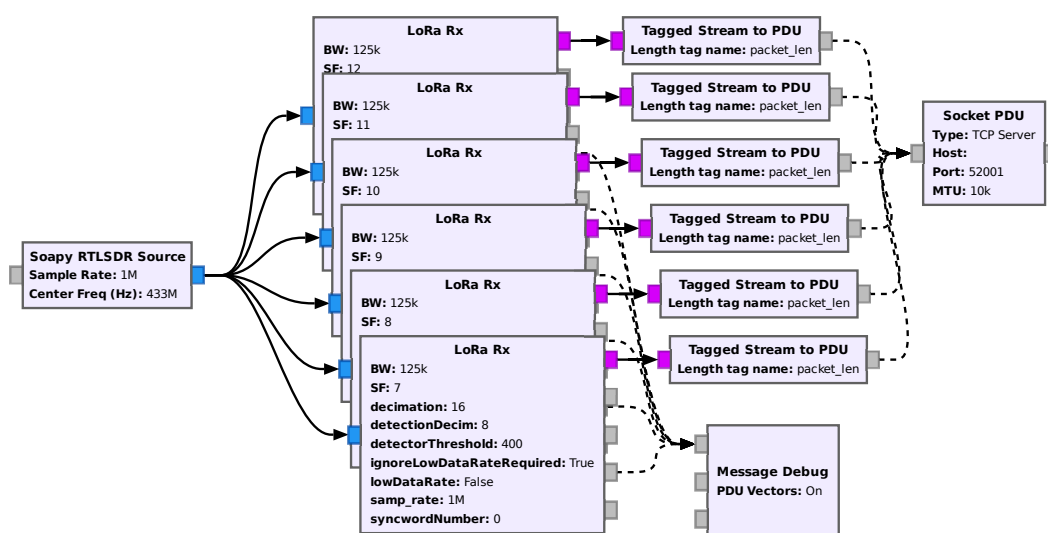 LoRa Rx
BW: 125k
SF: 12
Tagged Stream to PDU
Length tag name: packet_len
LoRa Rx
BW: 125k
SF: 11
Tagged Stream to PDU
Length tag name: packet_len
Socket PDU
Type: TCP Server
Host:
Port: 52001
MTU: 10k
LoRa Rx
BW: 125k
SF: 10
Tagged Stream to PDU
Length tag name: packet_len
LoRa Rx
BW: 125k
SF: 9
Tagged Stream to PDU
Length tag name: packet_len
Soapy RTLSDR Source
Sample Rate: 1M
Center Freq (Hz): 433M
LoRa Rx
BW: 125k
SF: 8
Tagged Stream to PDU
Length tag name: packet_len
LoRa Rx
BW: 125k
SF: 7
decimation: 16
detectionDecim: 8
detectorThreshold: 400
ignoreLowDataRateRequired: True
lowDataRate: False
samp_rate: 1M
syncwordNumber: 0
Tagged Stream to PDU
Length tag name: packet_len
Message Debug
PDU Vectors: On